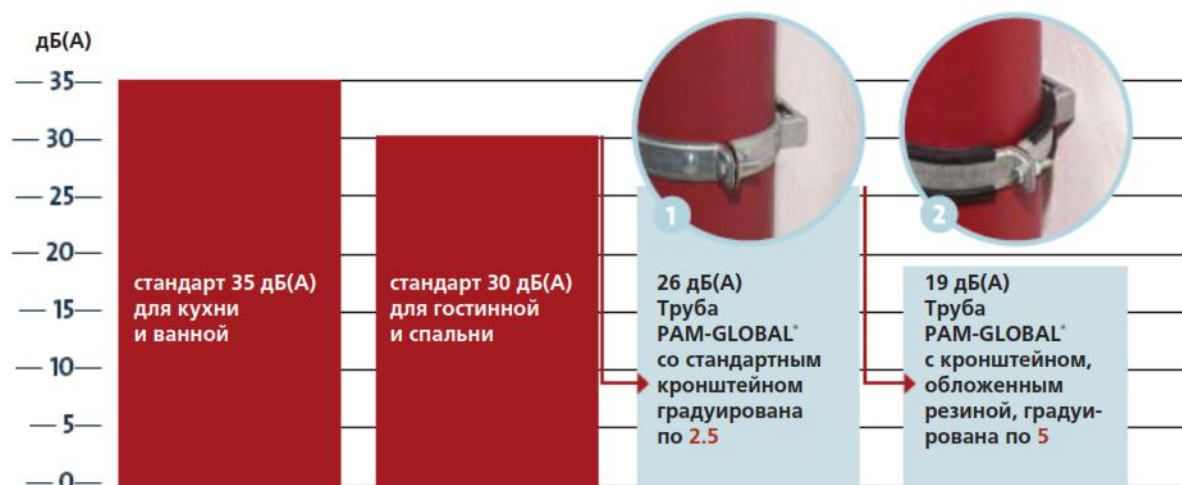 дБ(А)
35
30
25
20
15
10
5
0
стандарт 35 дБ(А)
для кухни
и ванной
стандарт 30 дБ(А)
для гостинной
и спальни
1
26 дБ(А)
Труба
PAM-GLOBAL®
со стандартным
кронштейном
градуирована
по 2.5
2
19 дБ(А)
Труба
PAM-GLOBAL®
с кронштейном,
обложенным
резиной, градуи-
рована по 5